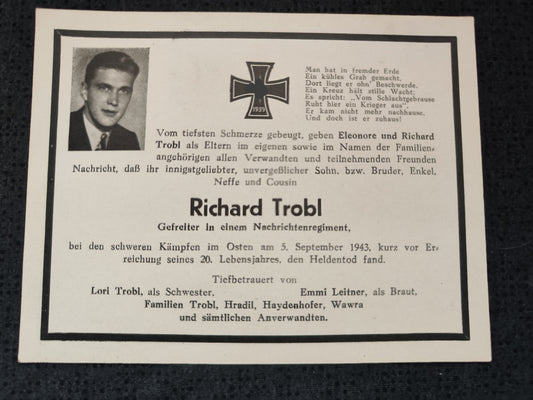 Man hat in fremder Erde
Ein kühles Grab gemacht.
Dort liegt er ohn' Beschwerde.
Ein Kreuz hält stille Wacht;
Es spricht: „Vom Schlachtgebrause
Ruht hier ein Krieger aus".
Er kam nicht mehr nachhause.
Und doch ist er zuhaus!
1939
Vom tiefsten Schmerze gebeugt, geben Eleonore und Richard
Trobl als Eltern im eigenen sowie im Namen der Familien-
angehörigen allen Verwandten und teilnehmenden Freunden
Nachricht, daß ihr innigstgeliebter, unvergeßlicher Sohn. bzw. Bruder, Enkel,
Neffe und Cousin
Richard Trobl
Gefreiter in einem Nachrichtenregiment,
bei den schweren Kämpfen im Osten am 5. September 1943, kurz vor Er-
reichung seines 20. Lebensjahres, den Heldentod fand.
Tiefbetrauert von
Lori Trobl, als Schwester, Emmi Leitner, als Braut,
Familien Trobl, Hradil, Haydenhofer, Wawra
und sämtlichen Anverwandten.